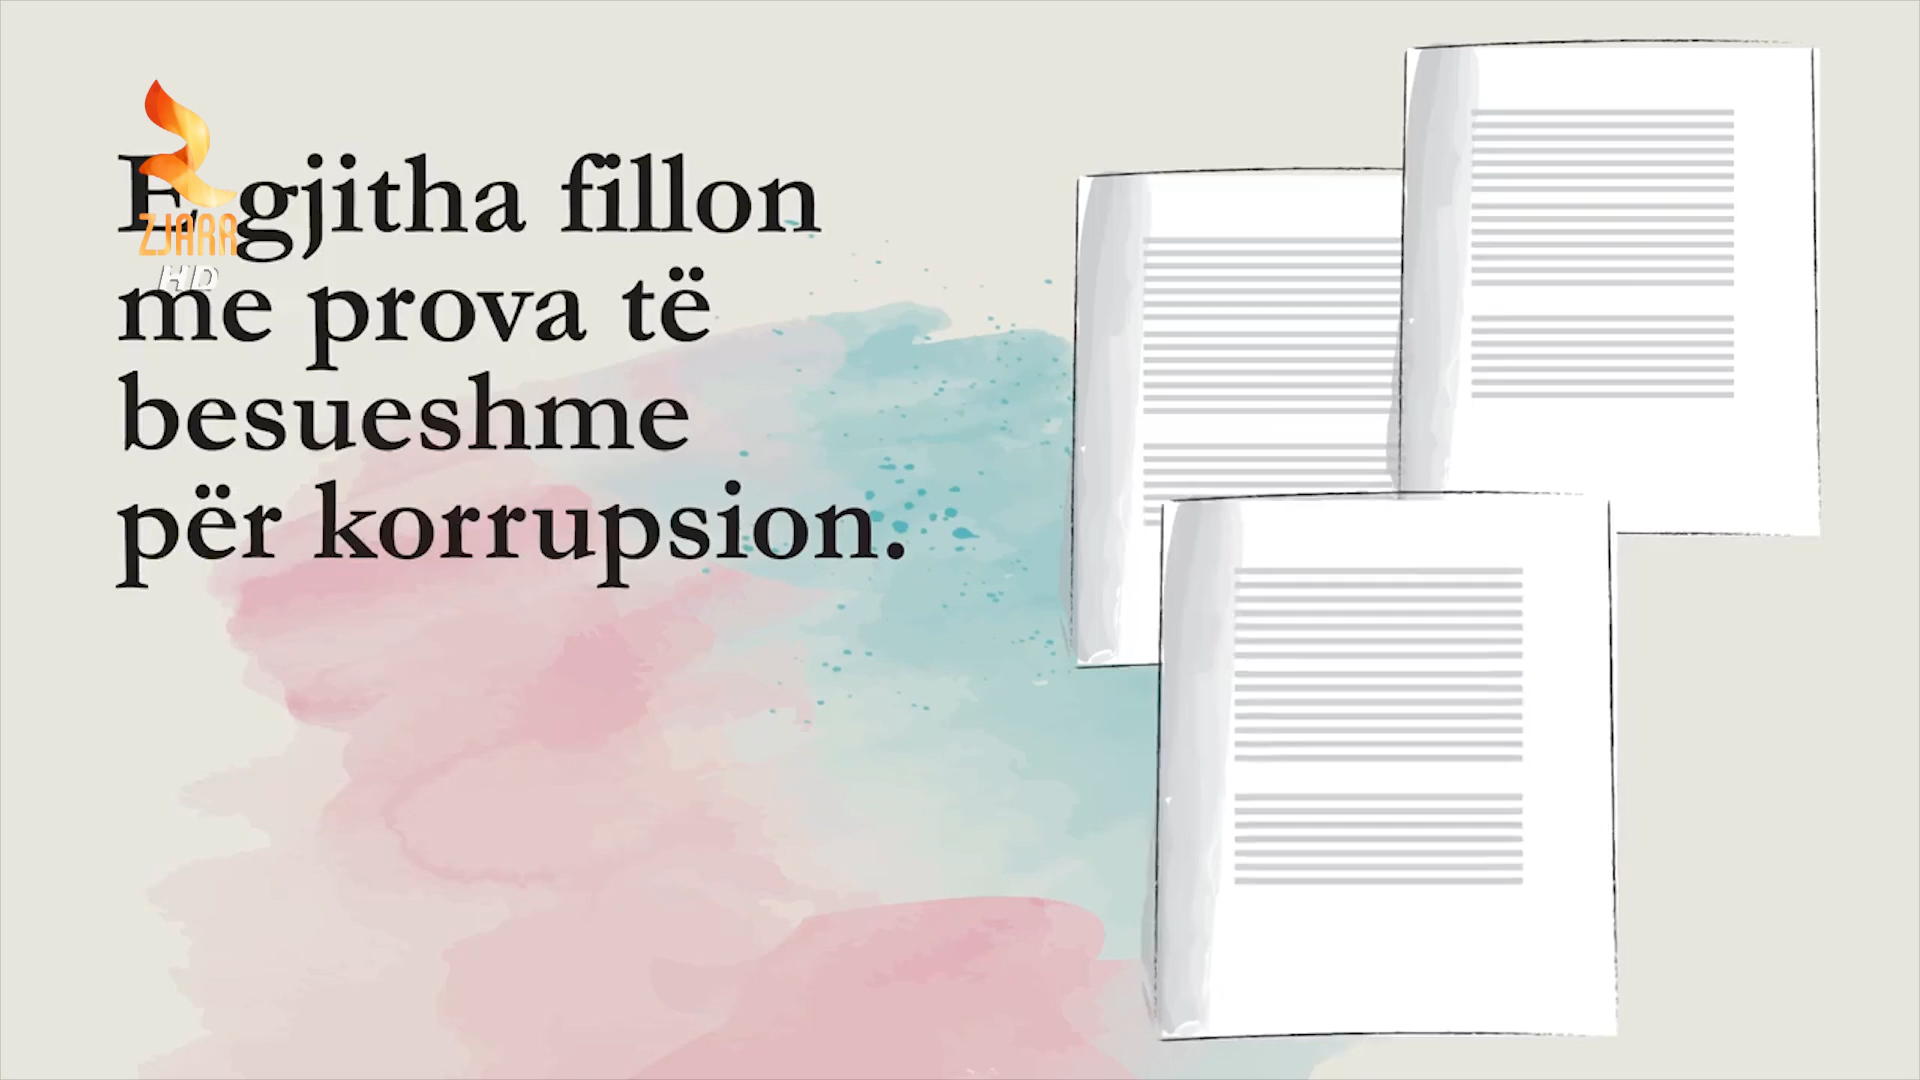 E gjitha fillon
me prova të
besueshme
për korrupsion.
ZJARR
HD